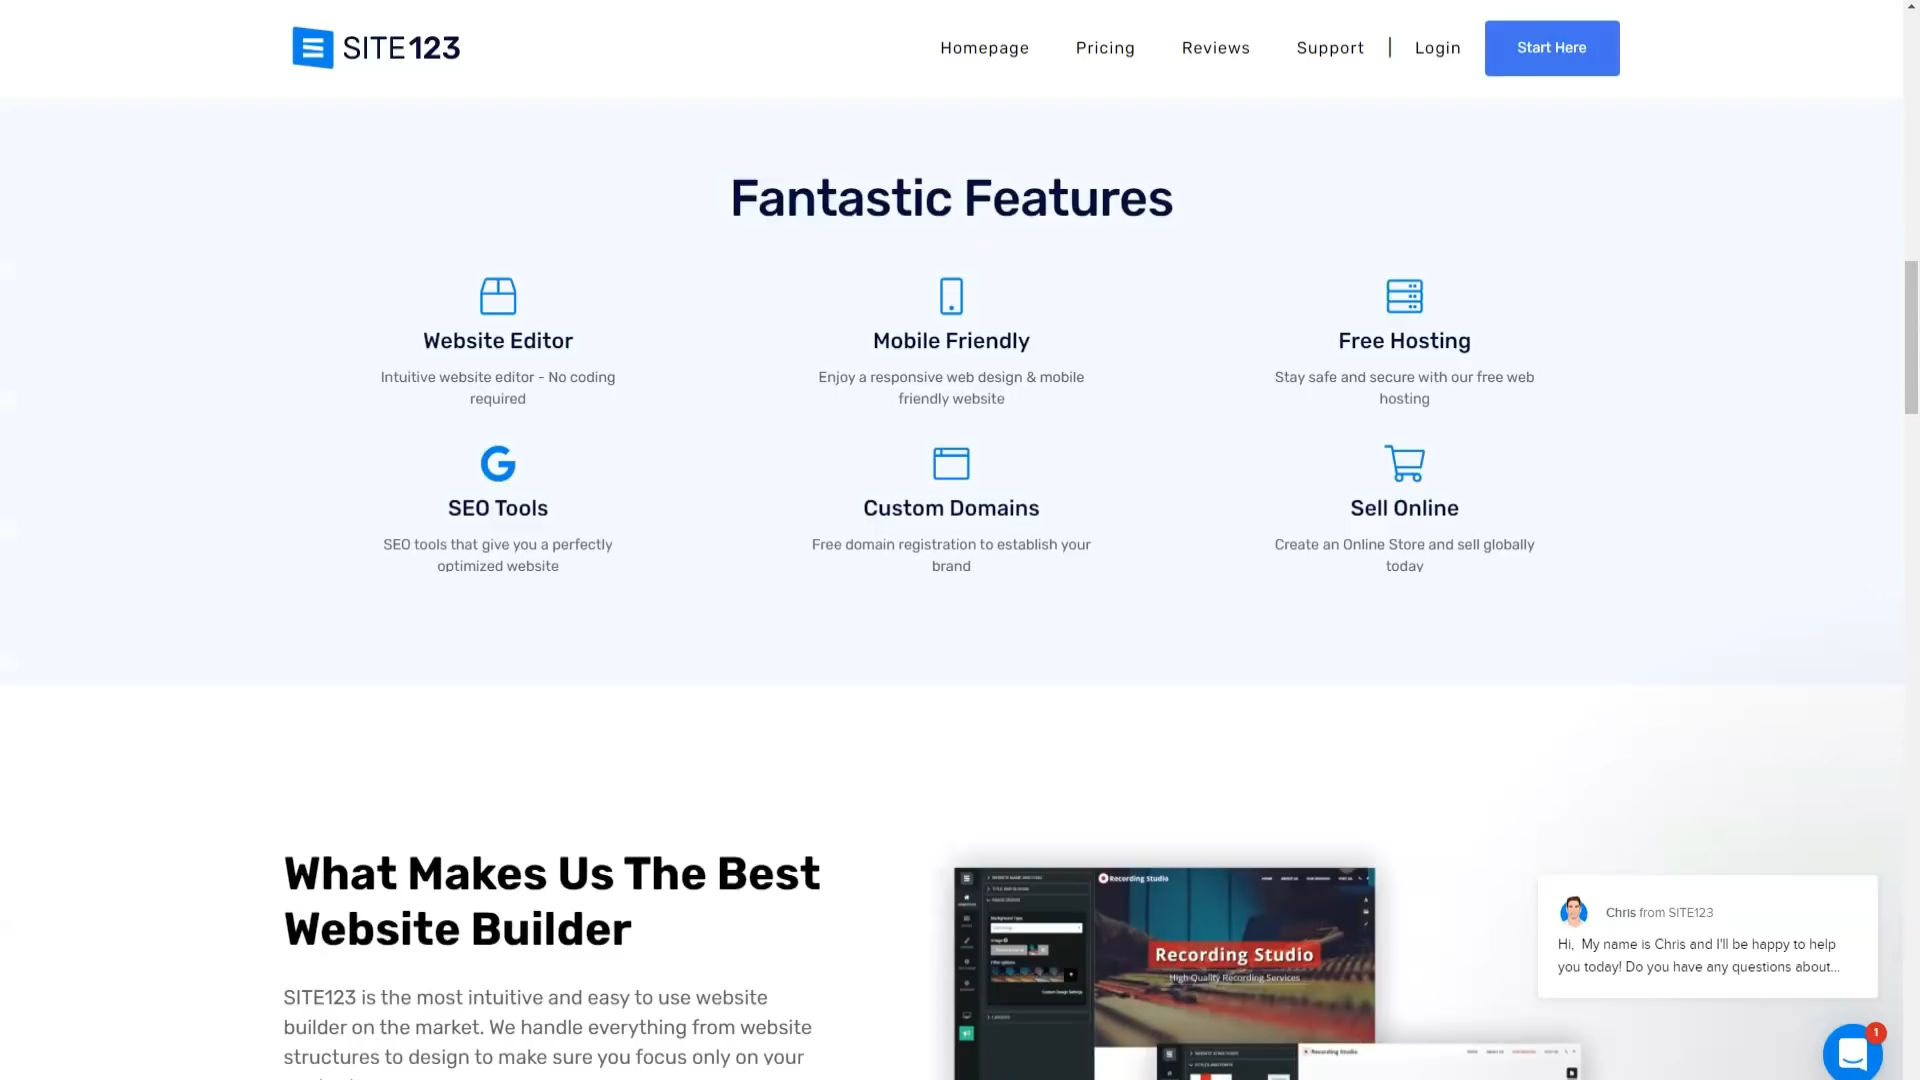 SITE123
Homepage
Pricing
Reviews
Support
Login
Start Here
Fantastic Features
Website Editor
Intuitive website editor - No coding
required
Mobile Friendly
Enjoy a responsive web design & mobile
friendly website
Free Hosting
Stay safe and secure with our free web
hosting
SEO Tools
SEO tools that give you a perfectly
optimized website
Custom Domains
Free domain registration to establish your
brand
Sell Online
Create an Online Store and sell globally
today
What Makes Us The Best
Website Builder
SITE123 is the most intuitive and easy to use website
builder on the market. We handle everything from website
structures to design to make sure you focus only on your
Recording Studio
Recording Studio
High Quality Recording Services
Recording Studio
Chris from SITE123
Hi, My name is Chris and I'll be happy to help
you today! Do you have any questions about...
1